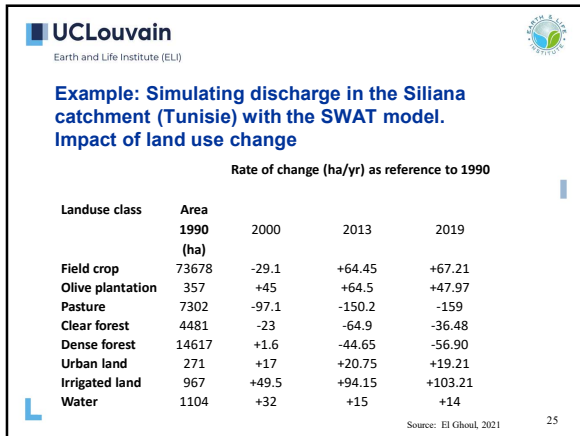 UCLouvain
Earth and Life Institute (ELI)
EARTH & LIFE
INSTITUTE
Example: Simulating discharge in the Siliana
catchment (Tunisie) with the SWAT model.
Impact of land use change
Rate of change (ha/yr) as reference to 1990
Landuse class Area
1990 2000 2013 2019
(ha)
Field crop 73678 -29.1 +64.45 +67.21
Olive plantation 357 +45 +64.5 +47.97
Pasture 7302 -97.1 -150.2 -159
Clear forest 4481 -23 -64.9 -36.48
Dense forest 14617 +1.6 -44.65 -56.90
Urban land 271 +17 +20.75 +19.21
Irrigated land 967 +49.5 +94.15 +103.21
Water 1104 +32 +15 +14
Source: El Ghoul, 2021
25